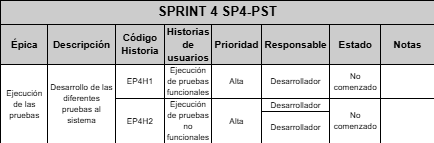 SPRINT 4 SP4-PST
Épica Descripción Código Historia Historias de usuarios Prioridad Responsable Estado Notas
Ejecución de las pruebas
Desarrollo de las diferentes pruebas al sistema
EP4H1 Ejecución de pruebas funcionales Alta Desarrollador No comenzado
EP4H2 Ejecución de pruebas no funcionales Alta Desarrollador Desarrollador No comenzado